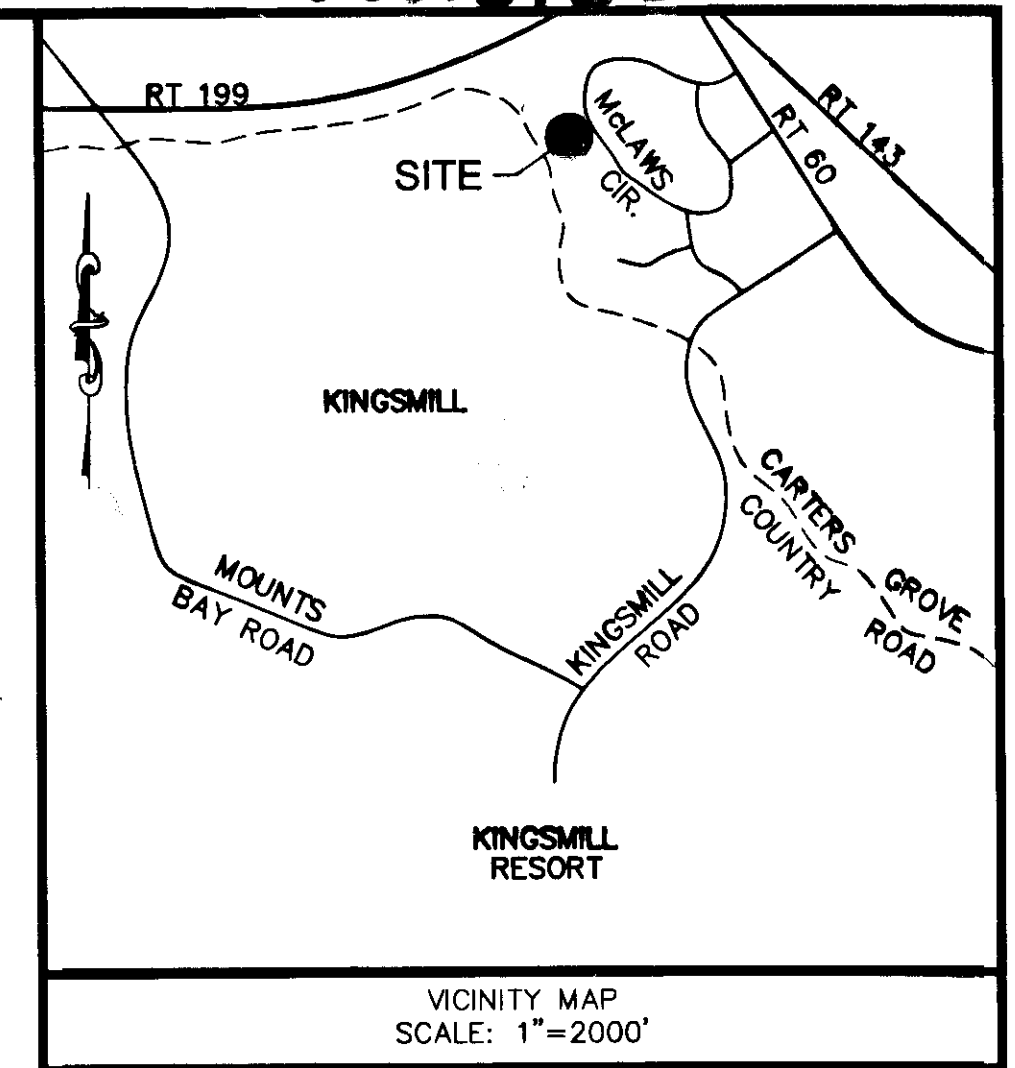 RT 199
RT 143
RT 60
McLAWS
CIR.
SITE
KINGSMILL
CARTERS GROVE
COUNTRY ROAD
MOUNTS
BAY ROAD
KINGSMILL
ROAD
KINGSMILL
RESORT
VICINITY MAP
SCALE: 1"=2000'